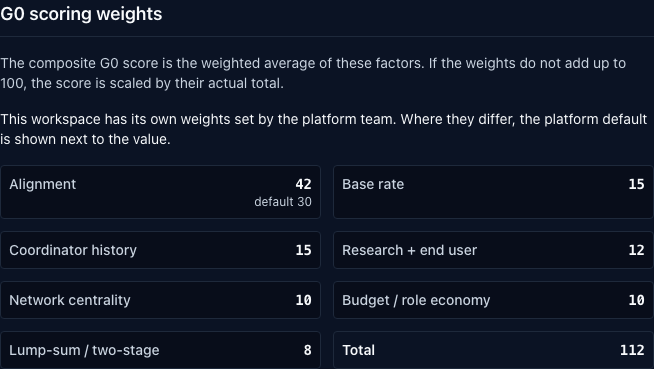 G0 scoring weights
The composite G0 score is the weighted average of these factors. If the weights do not add up to
100, the score is scaled by their actual total.
This workspace has its own weights set by the platform team. Where they differ, the platform default
is shown next to the value.
Alignment 42
default 30
Base rate 15
Coordinator history 15
Research + end user 12
Network centrality 10
Budget / role economy 10
Lump-sum / two-stage 8
Total 112